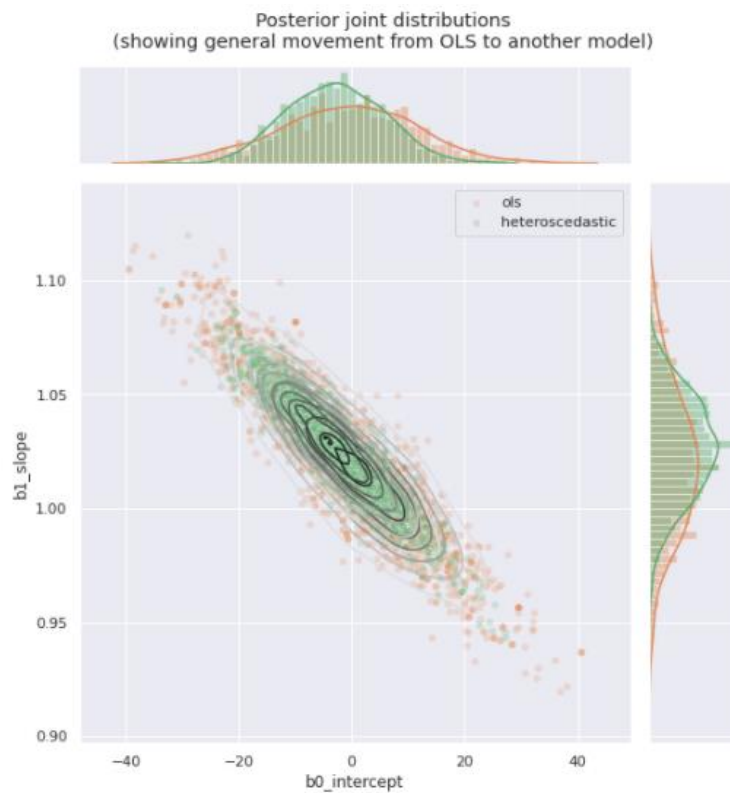 Posterior joint distributions
(showing general movement from OLS to another model)
ols
heteroscedastic
1.10
1.05
1.00
0.95
0.90
b1_slope
−40
−20
0
20
40
b0_intercept